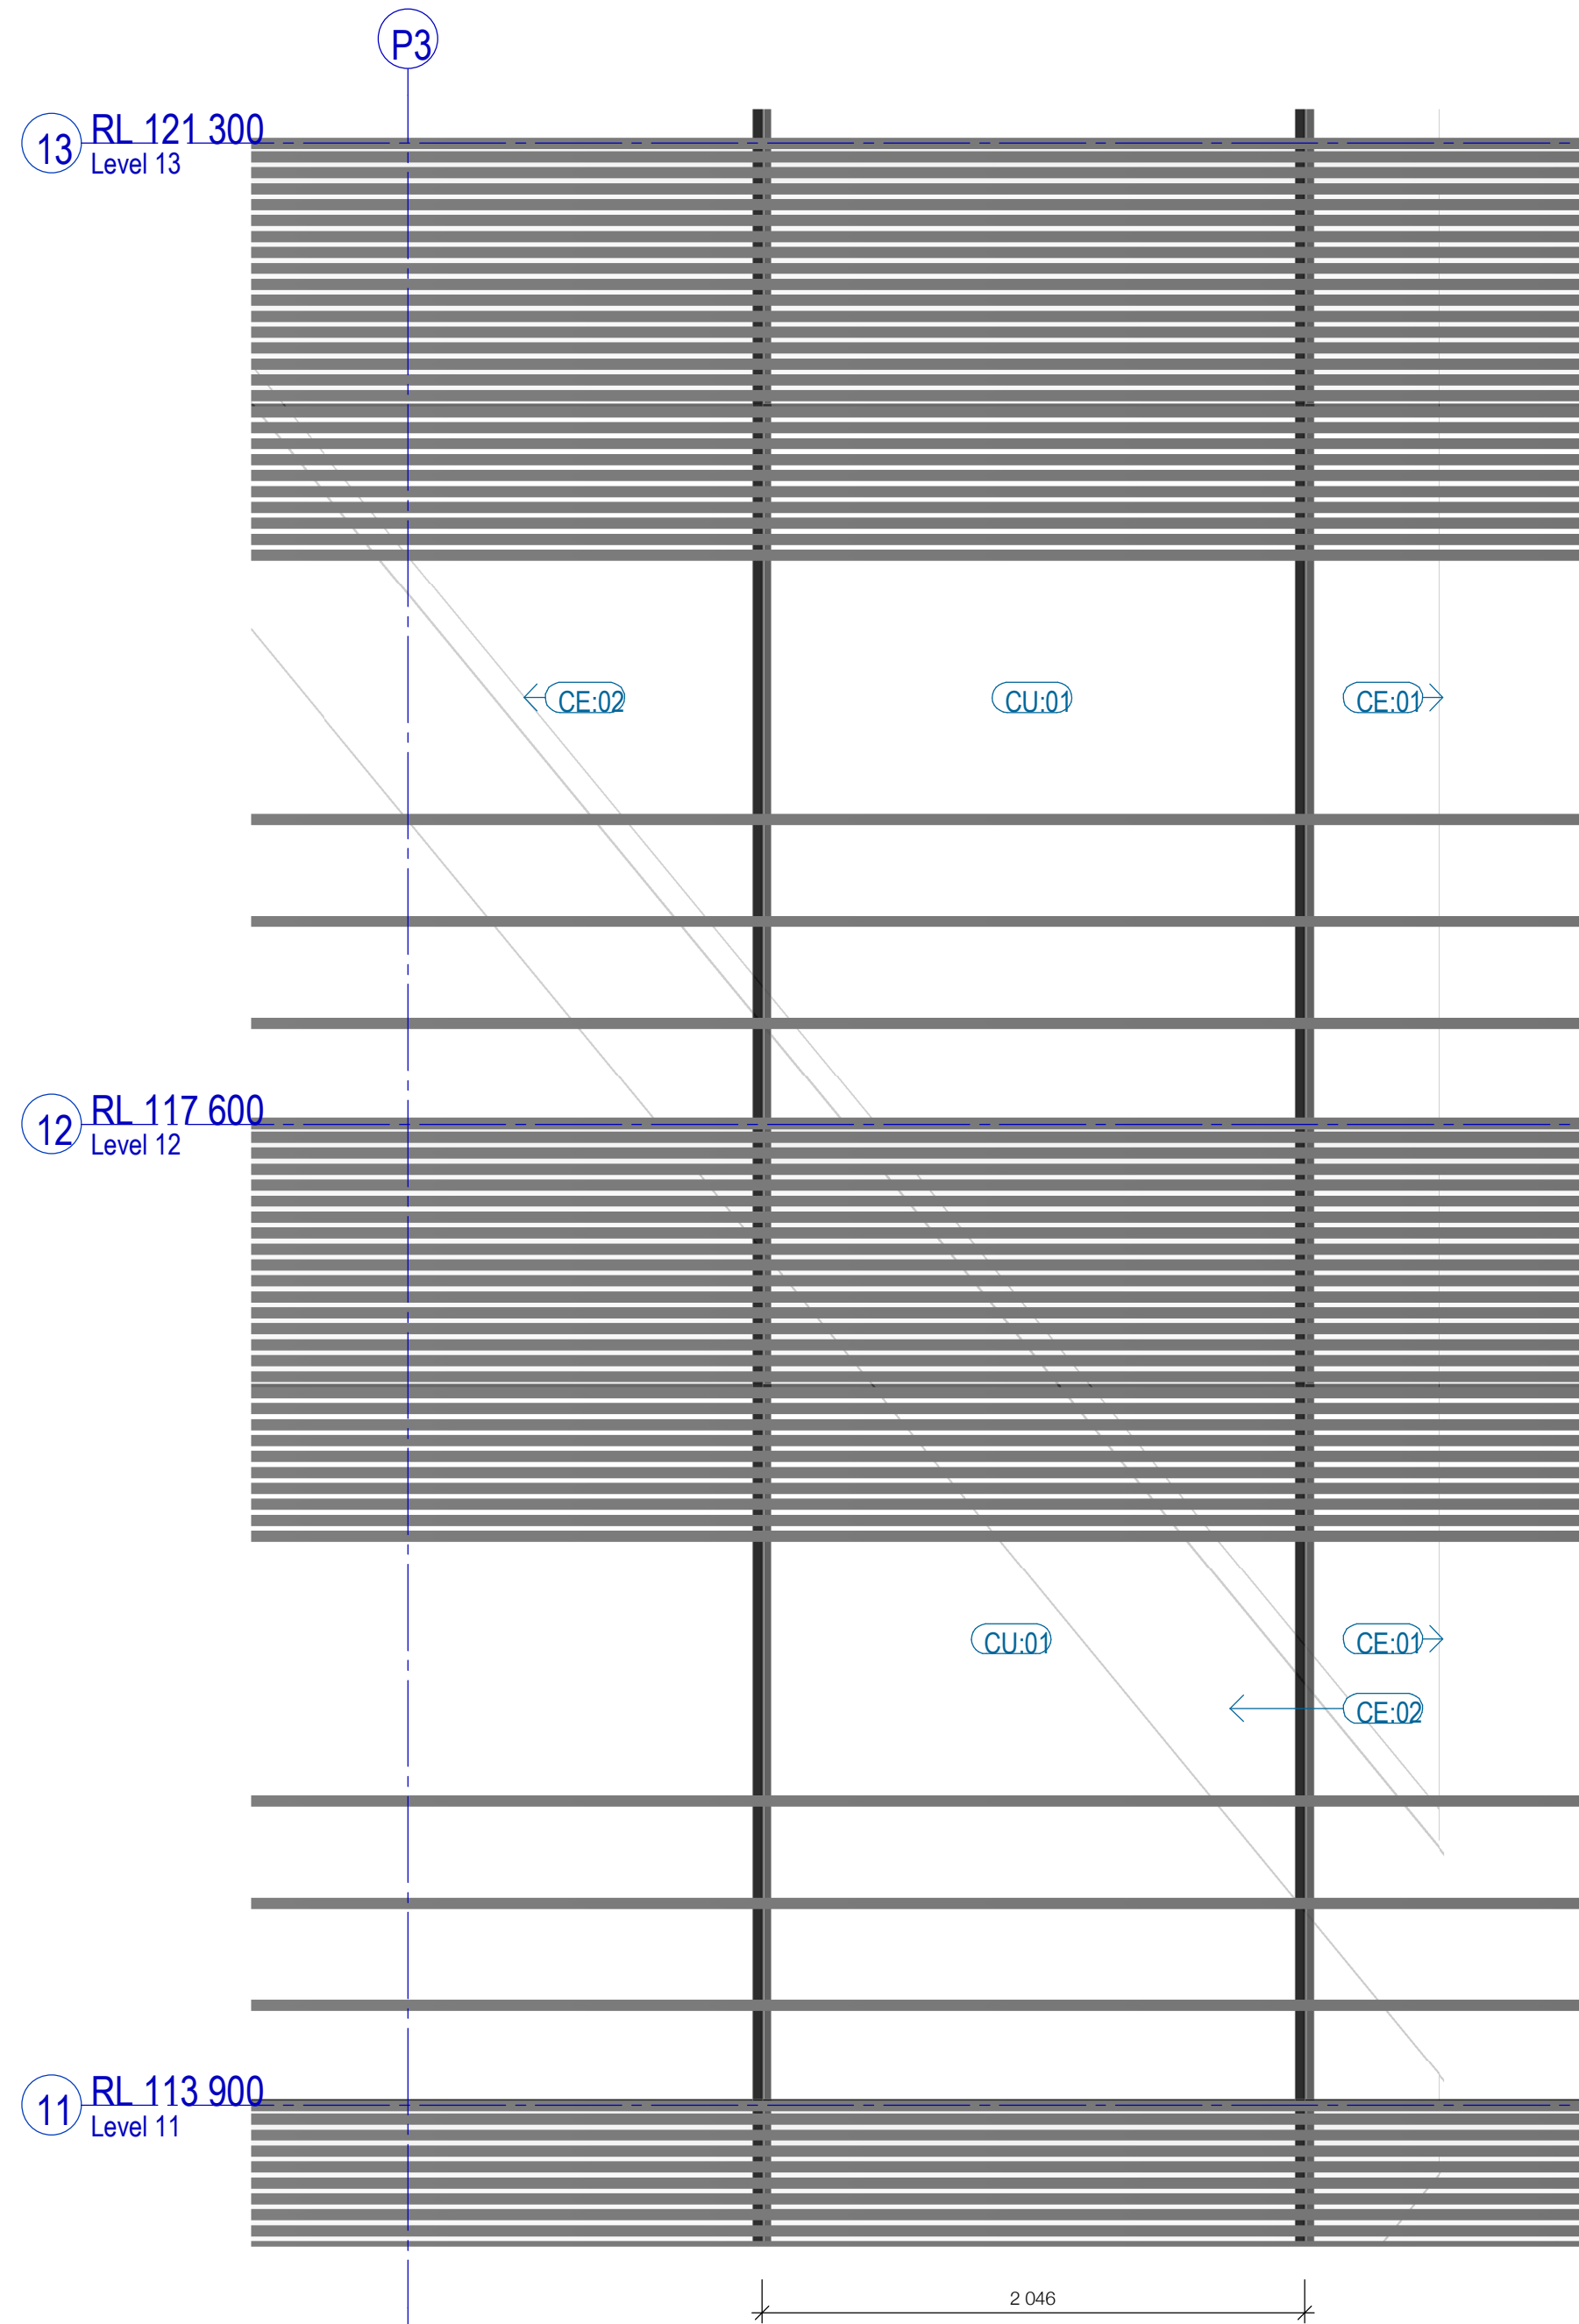 P3
13 RL 121 300
Level 13
CE:02 CU:01 CE:01
12 RL 117 600
Level 12
CU:01 CE:01
CE:02
11 RL 113 900
Level 11
2 046